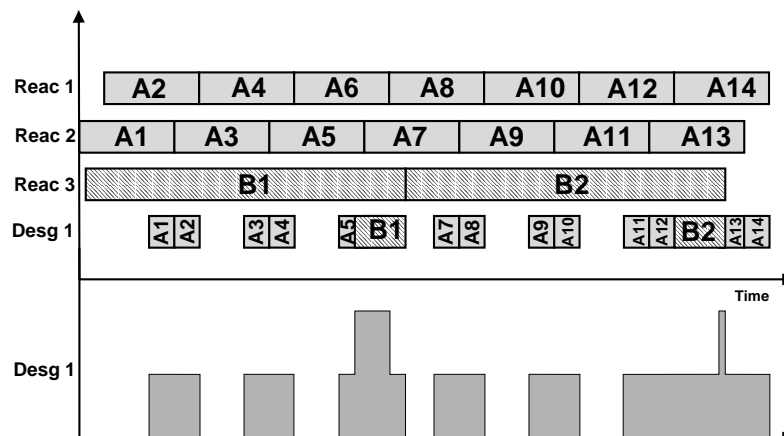 Reac 1 A2 A4 A6 A8 A10 A12 A14
Reac 2 A1 A3 A5 A7 A9 A11 A13
Reac 3 B1 B2
Desg 1 A1 A2 A3 A4 A5 B1 A7 A8 A9 A10 A11 A12 B2 A13 A14
Time
Desg 1